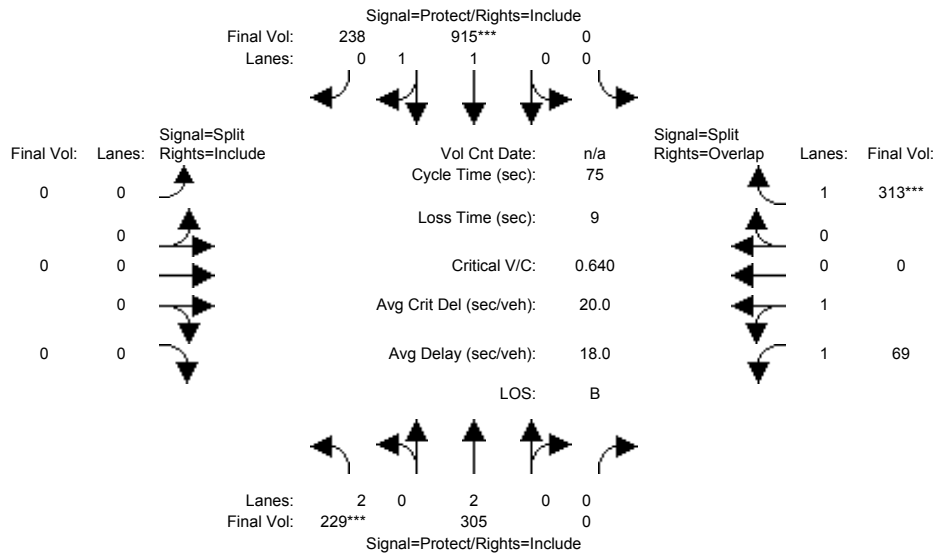 Signal=Protect/Rights=Include
Final Vol: 238 915*** 0
Lanes: 0 1 1 0 0
Signal=Split Signal=Split
Final Vol: Lanes: Rights=Include Vol Cnt Date: n/a Rights=Overlap Lanes: Final Vol:
Cycle Time (sec): 75
0 0 1 313***
Loss Time (sec): 9
0 0
0 0 Critical V/C: 0.640 0 0
0 Avg Crit Del (sec/veh): 20.0 1
0 0 Avg Delay (sec/veh): 18.0 1 69
LOS: B
Lanes: 2 0 2 0 0
Final Vol: 229*** 305 0
Signal=Protect/Rights=Include